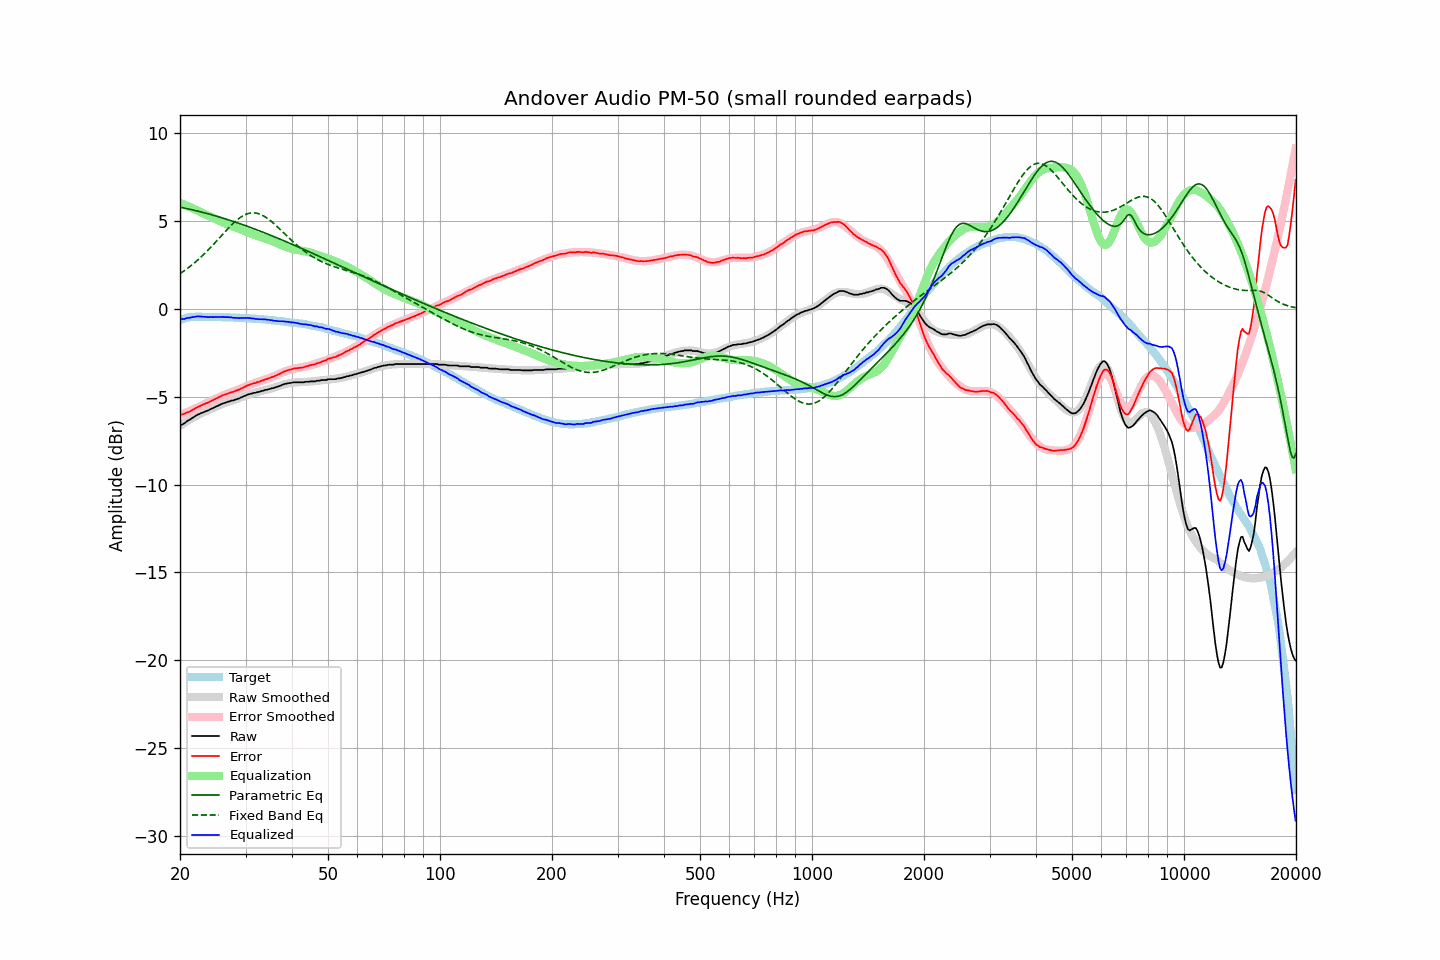 Andover Audio PM-50 (small rounded earpads)
Amplitude (dBr)
10
5
0
−5
−10
−15
−20
−25
−30
Target
Raw Smoothed
Error Smoothed
Raw
Error
Equalization
Parametric Eq
Fixed Band Eq
Equalized
20 50 100 200 500 1000 2000 5000 10000 20000
Frequency (Hz)